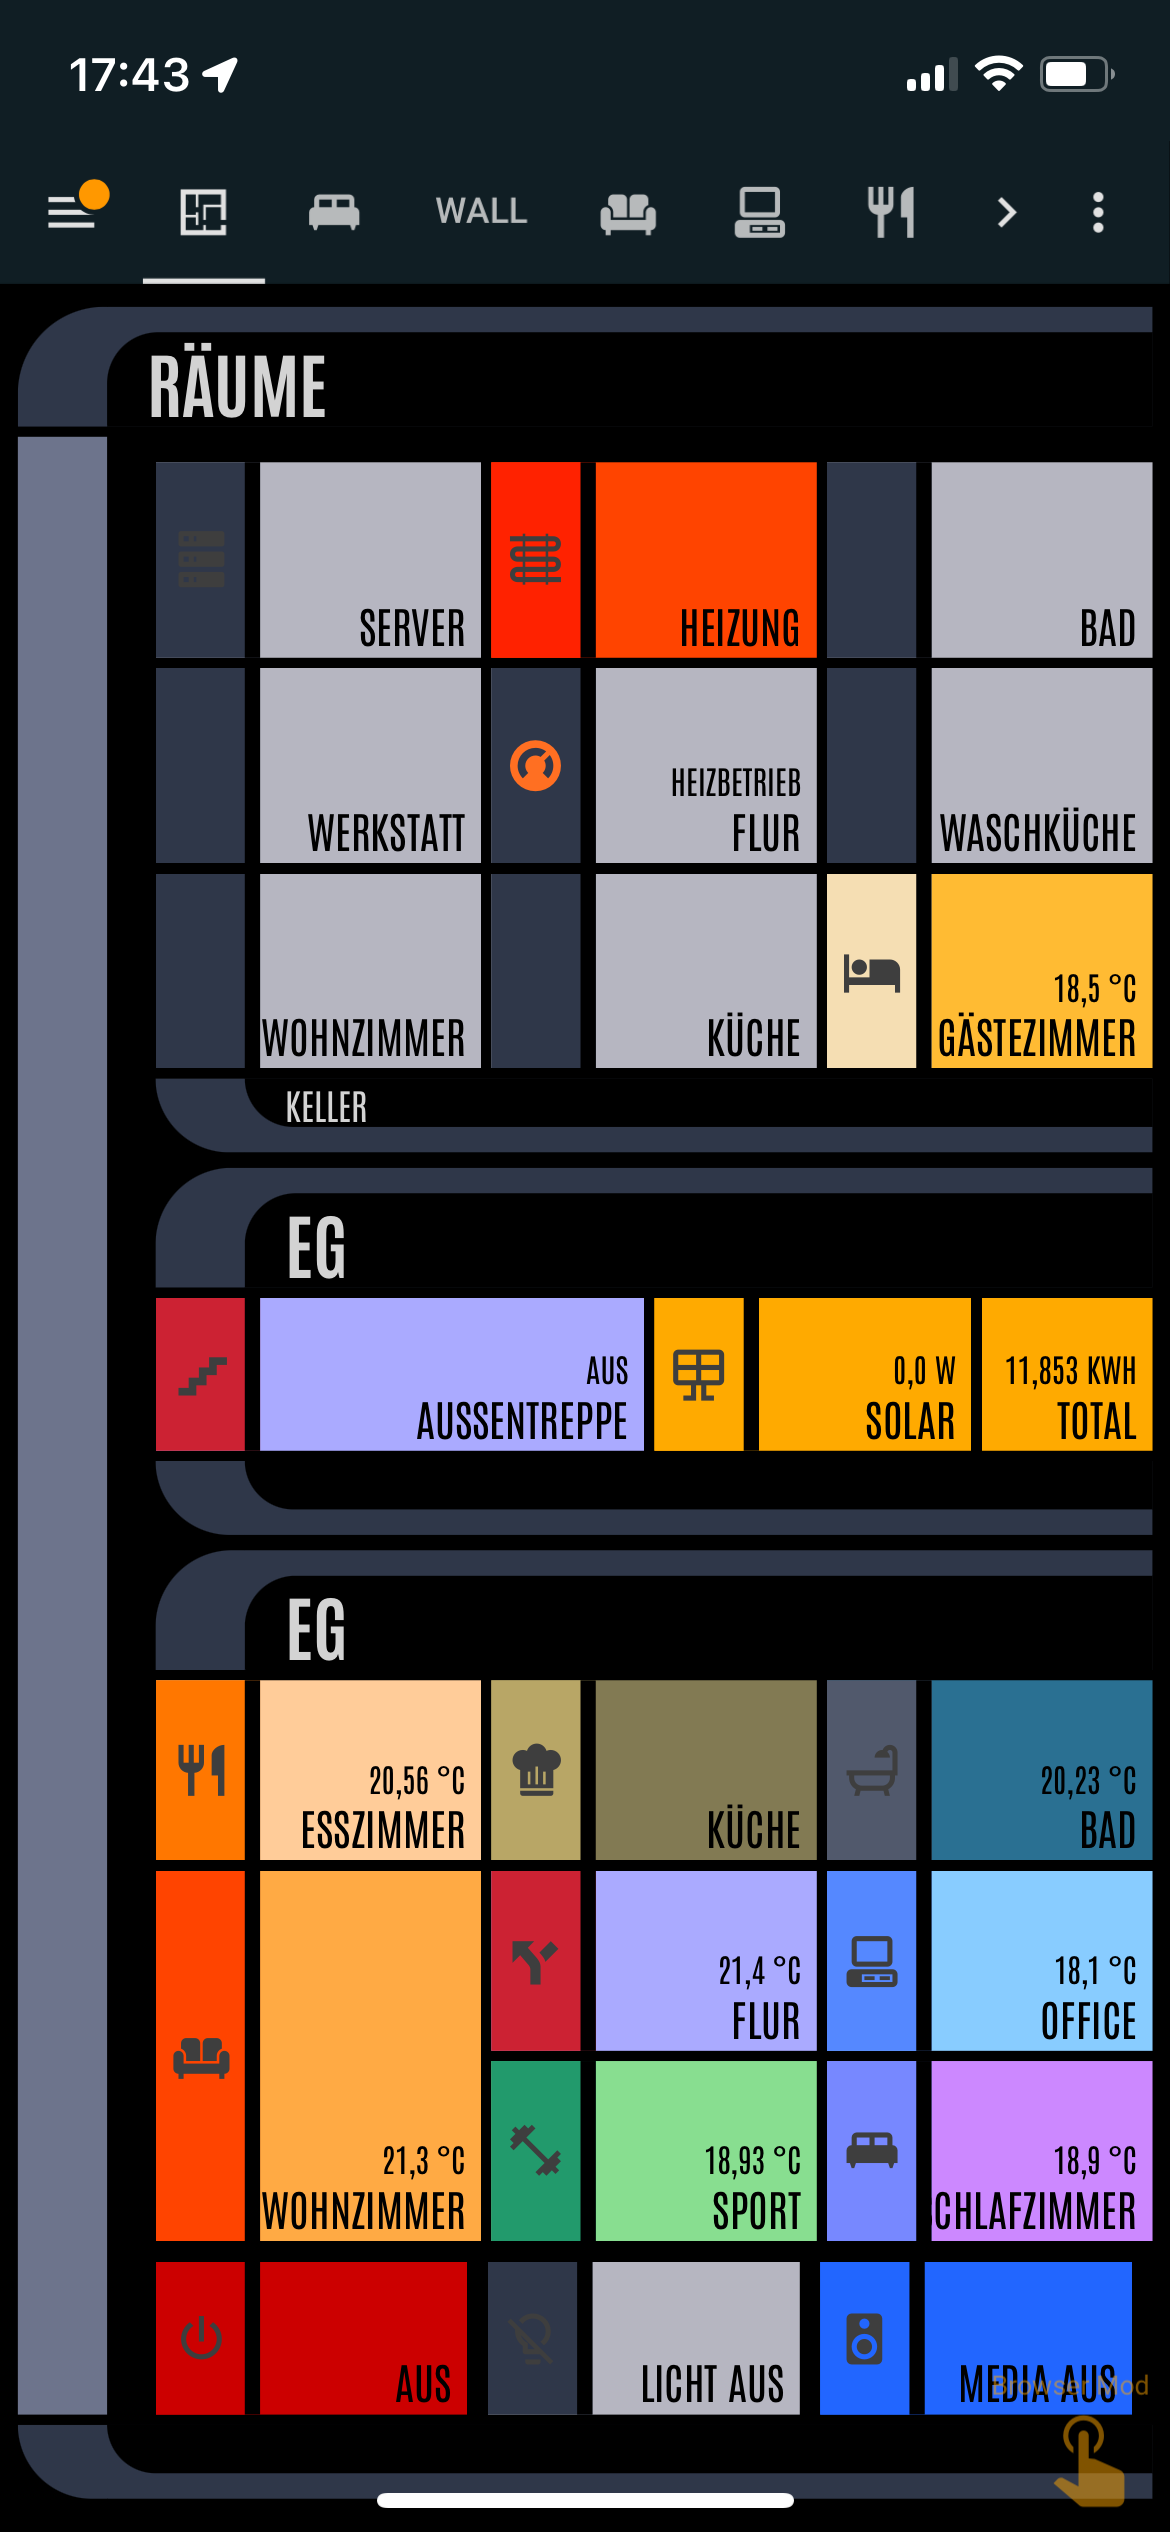 17:43
WALL
RÄUME
SERVER
HEIZUNG
BAD
WERKSTATT
HEIZBETRIEB
FLUR
WASCHKÜCHE
WOHNZIMMER
KÜCHE
18,5 °C
GÄSTEZIMMER
KELLER
EG
AUS
AUSSENTREPPE
0,0 W
SOLAR
11,853 KWH
TOTAL
EG
20,56 °C
ESSZIMMER
KÜCHE
20,23 °C
BAD
21,4 °C
FLUR
18,1 °C
OFFICE
21,3 °C
WOHNZIMMER
18,93 °C
SPORT
18,9 °C
CHLAFZIMMER
AUS
LICHT AUS
MEDIA AUS
Browser Mod